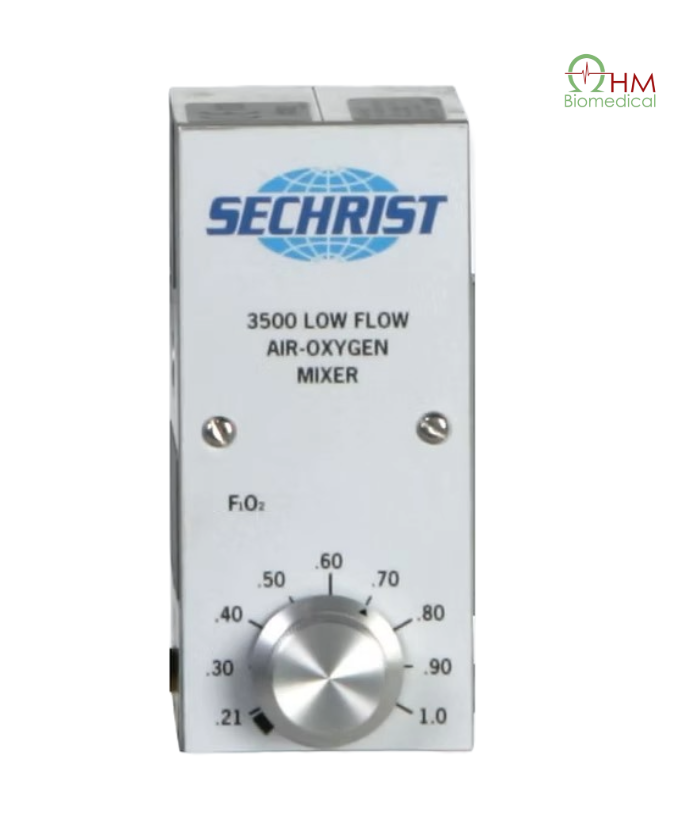 ΩHM
Biomedical
SECHRIST
3500 LOW FLOW
AIR-OXYGEN
MIXER
FIO2
.60
.50 .70
.40 .80
.30 .90
.21 1.0